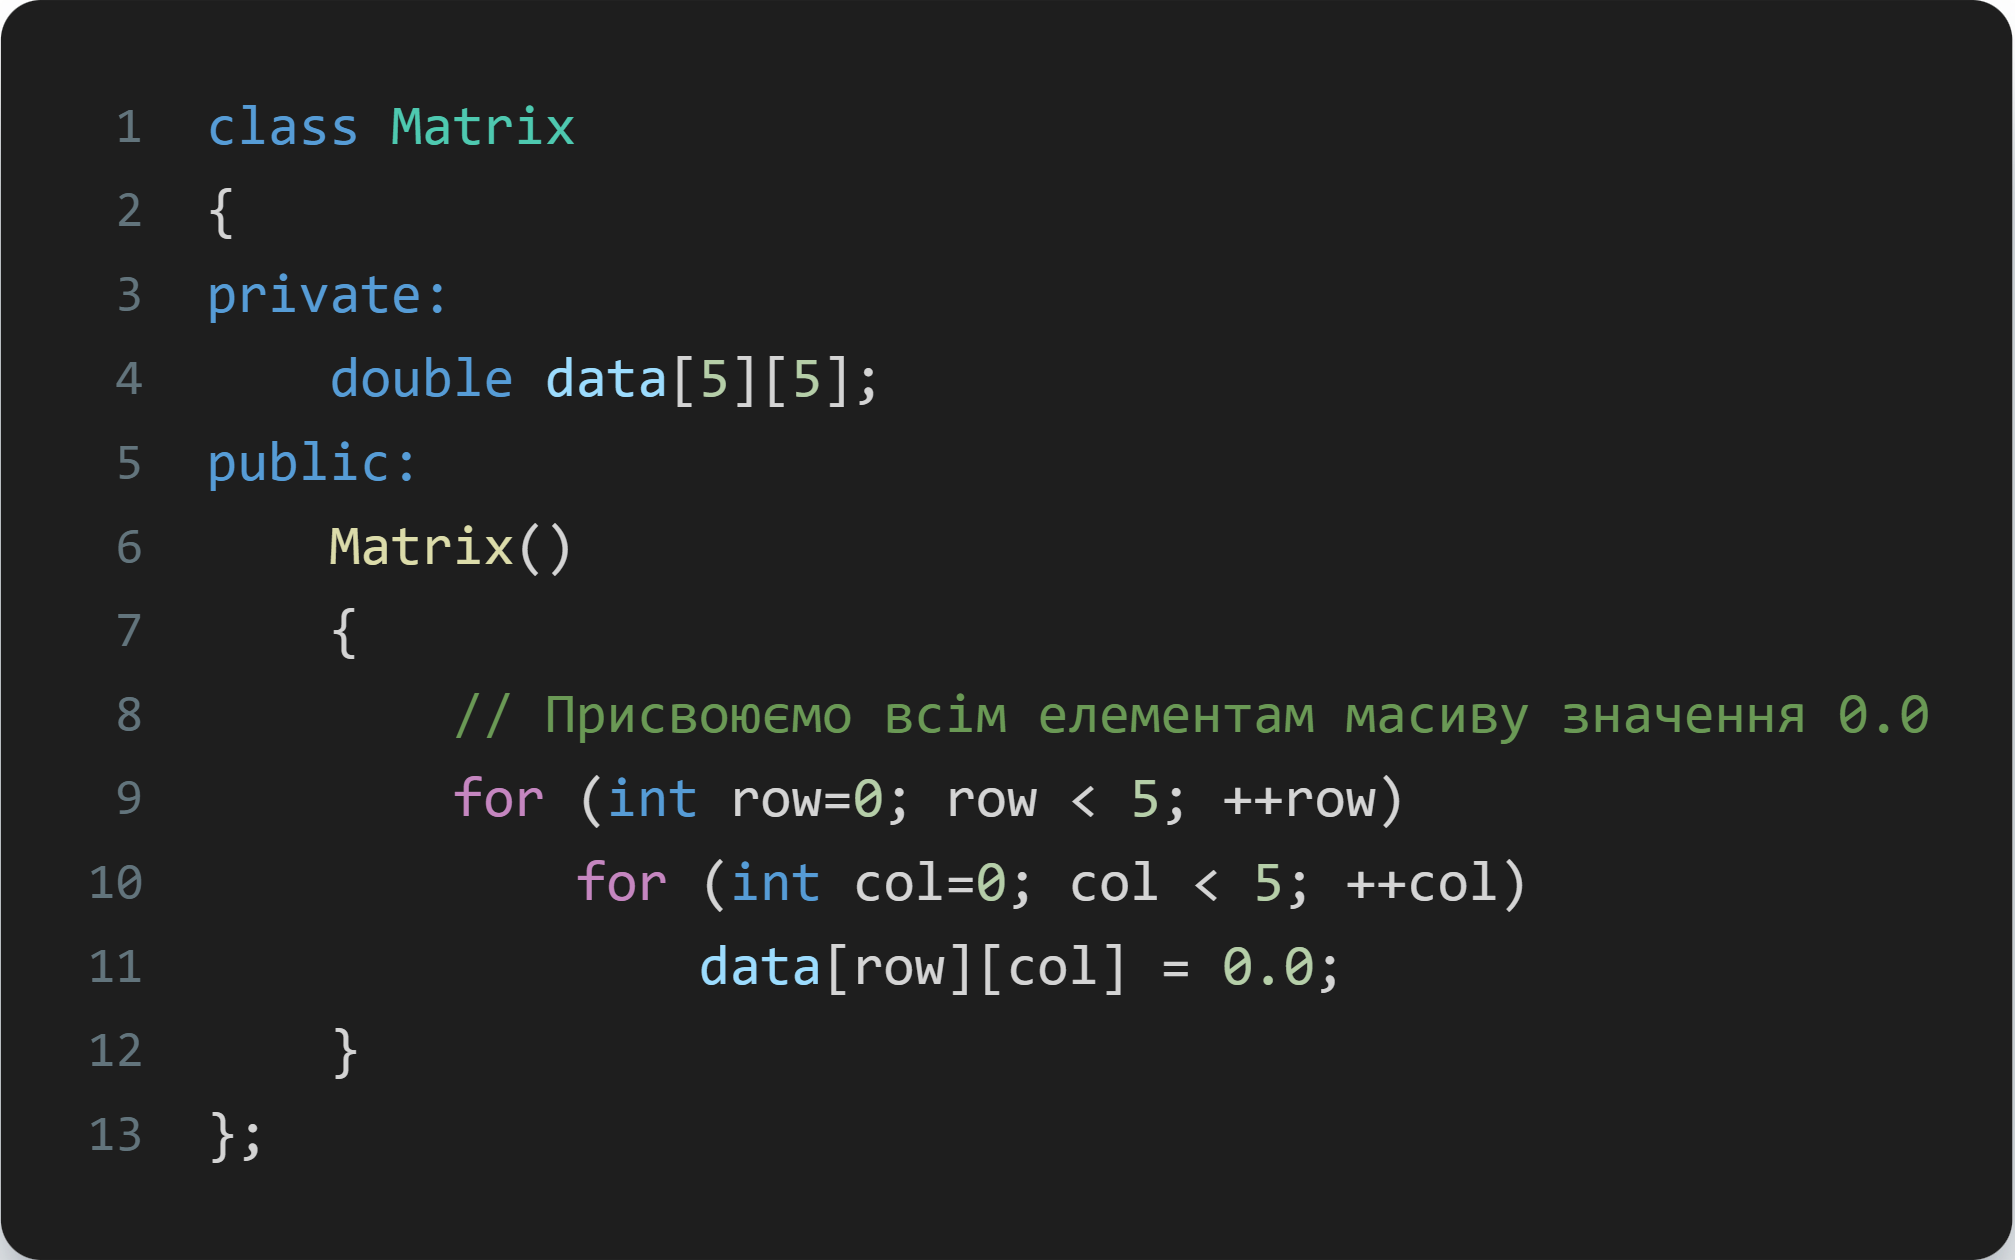 1 class Matrix
2 {
3 private:
4     double data[5][5];
5 public:
6     Matrix()
7     {
8         // Присвоюємо всім елементам масиву значення 0.0
9         for (int row=0; row < 5; ++row)
10             for (int col=0; col < 5; ++col)
11                 data[row][col] = 0.0;
12     }
13 };